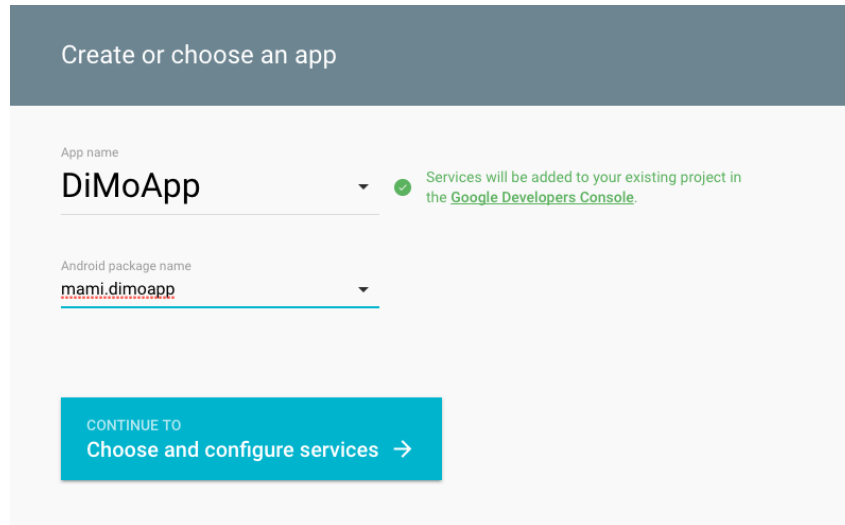 Create or choose an app
App name
DiMoApp
Services will be added to your existing project in
the Google Developers Console.
Android package name
mami.dimoapp
CONTINUE TO
Choose and configure services